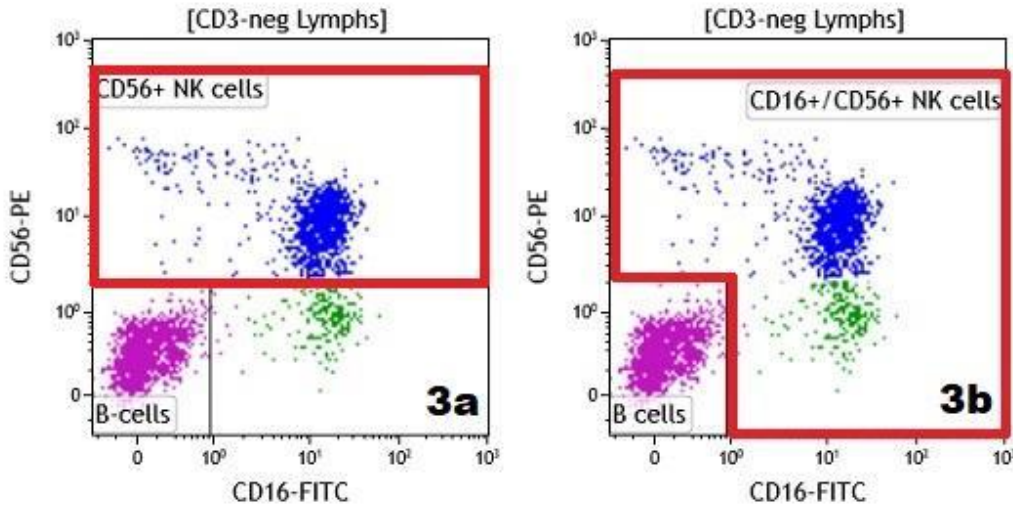 [CD3-neg Lymphs]
10³
CD56+ NK cells
10²
10¹
10⁰
0
B-cells
3a
0
10⁰
10¹
10²
10³
CD56-PE
CD16-FITC
[CD3-neg Lymphs]
10³
CD16+/CD56+ NK cells
10²
10¹
10⁰
0
B cells
3b
0
10⁰
10¹
10²
10³
CD56-PE
CD16-FITC